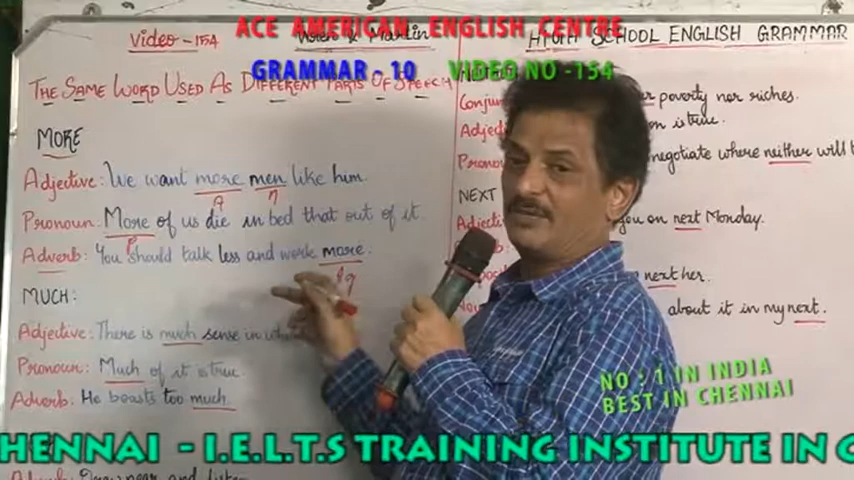 ACE AMERICAN ENGLISH CENTRE
GRAMMAR - 10 VIDEO NO -154
Video-154
HIGH SCHOOL ENGLISH GRAMMAR
THE SAME WORD USED AS DIFFERENT PARTS OF SPEECH
MORE
Adjective: We want more men like him.
A n
Pronoun: More of us die in bed that out of it.
P
Adverb: You should talk less and work more.
MUCH:
Adjective: There is much sense in
Pronoun: Much of it is true.
Adverb: He boasts too much.
poverty nor riches.
is true.
negotiate where neither will
NEXT
you on next Monday.
next her.
about it in my next.
NO : 1 IN INDIA
BEST IN CHENNAI
HENNAI - I.E.L.T.S TRAINING INSTITUTE IN C